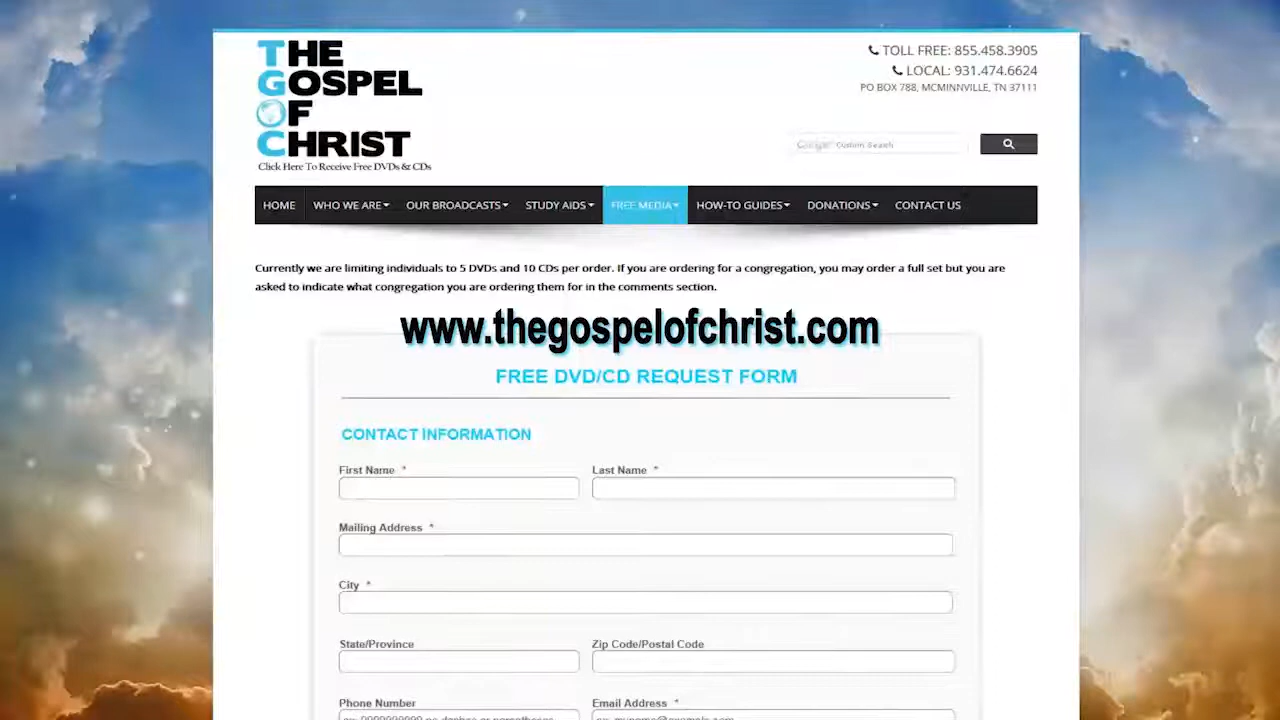 THE
GOSPEL
OF
CHRIST
Click Here To Receive Free DVDs & CDs
TOLL FREE: 855.458.3905
LOCAL: 931.474.6624
PO BOX 788, MCMINNVILLE, TN 37111
Google Custom Search
HOME WHO WE ARE OUR BROADCASTS STUDY AIDS FREE MEDIA HOW-TO GUIDES DONATIONS CONTACT US
Currently we are limiting individuals to 5 DVDs and 10 CDs per order. If you are ordering for a congregation, you may order a full set but you are
asked to indicate what congregation you are ordering them for in the comments section.
www.thegospelofchrist.com
FREE DVD/CD REQUEST FORM
CONTACT INFORMATION
First Name * Last Name *
Mailing Address *
City *
State/Province Zip Code/Postal Code
Phone Number Email Address *